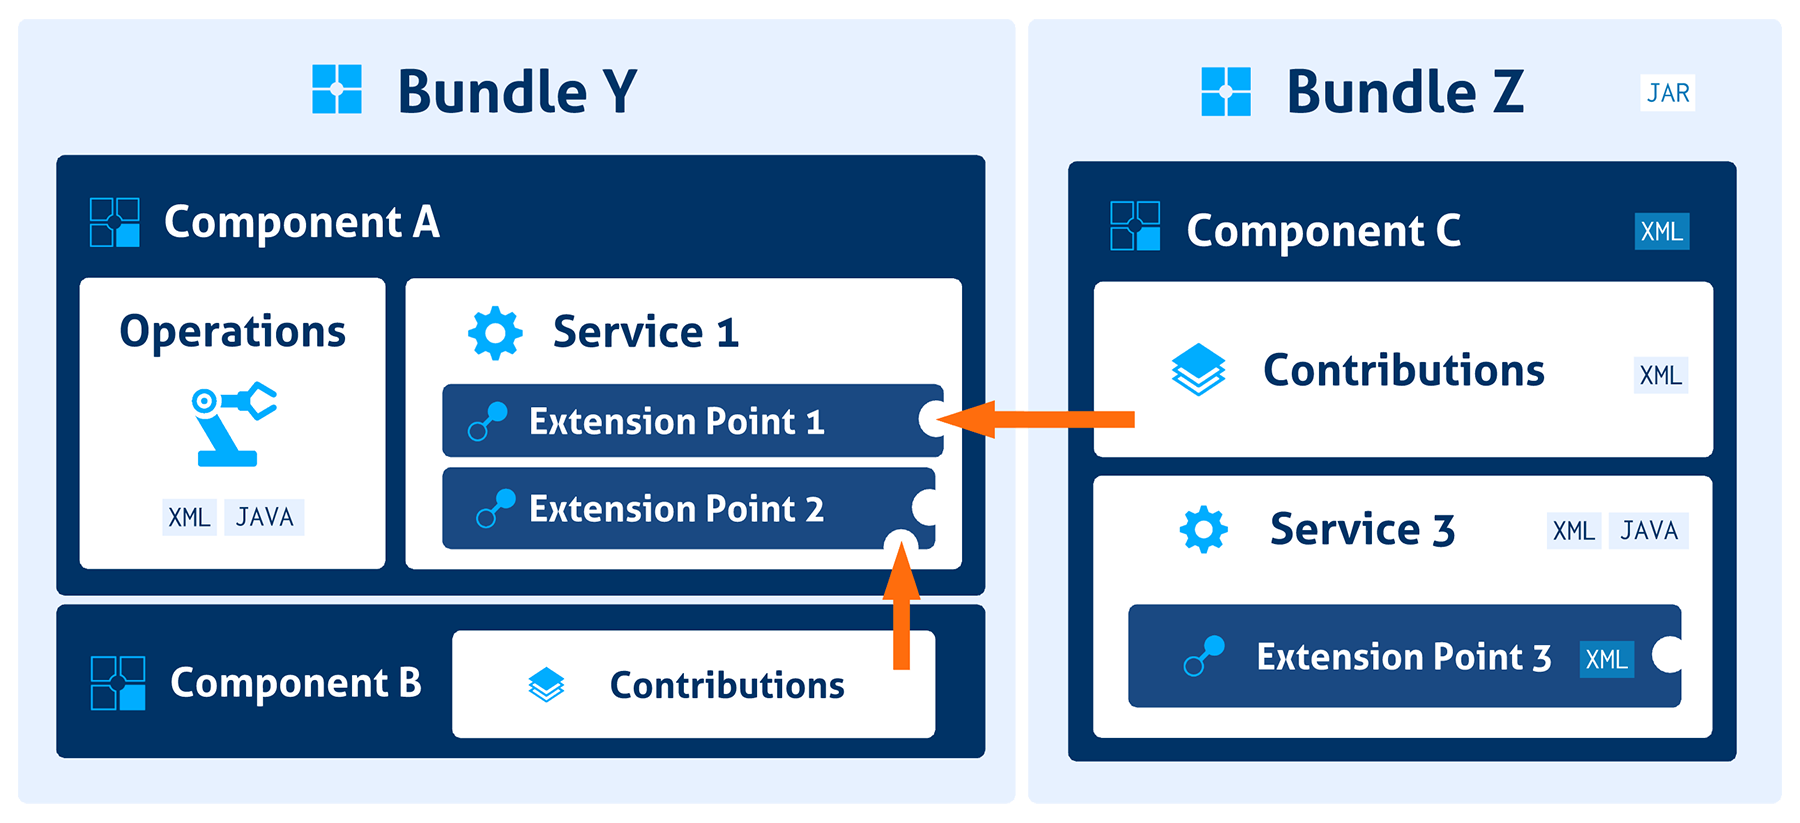 Bundle Y
Component A
Operations
XML JAVA
Service 1
Extension Point 1
Extension Point 2
Component B
Contributions
Bundle Z
JAR
Component C
XML
Contributions
XML
Service 3
XML JAVA
Extension Point 3
XML